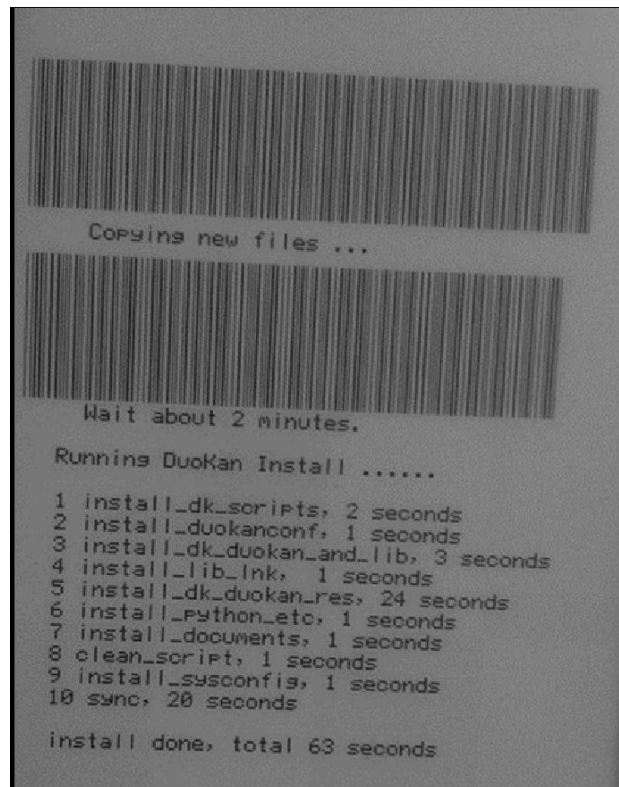 Copying new files ...
Wait about 2 minutes.
Running DuoKan Install ......
1 install_dk_scripts, 2 seconds
2 install_duokanconf, 1 seconds
3 install_dk_duokan_and_lib, 3 seconds
4 install_lib_lnk,  1 seconds
5 install_dk_duokan_res, 24 seconds
6 install_python_etc, 1 seconds
7 install_documents, 1 seconds
8 clean_script, 1 seconds
9 install_sysconfig, 1 seconds
10 sync, 20 seconds
install done, total 63 seconds